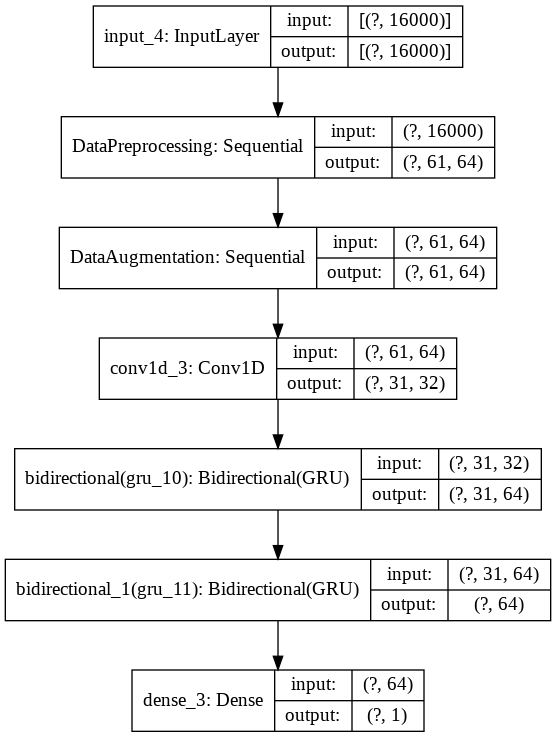 input_4: InputLayer
input:
[(?, 16000)]
output:
[(?, 16000)]
DataPreprocessing: Sequential
input:
(?, 16000)
output:
(?, 61, 64)
DataAugmentation: Sequential
input:
(?, 61, 64)
output:
(?, 61, 64)
conv1d_3: Conv1D
input:
(?, 61, 64)
output:
(?, 31, 32)
bidirectional(gru_10): Bidirectional(GRU)
input:
(?, 31, 32)
output:
(?, 31, 64)
bidirectional_1(gru_11): Bidirectional(GRU)
input:
(?, 31, 64)
output:
(?, 64)
dense_3: Dense
input:
(?, 64)
output:
(?, 1)